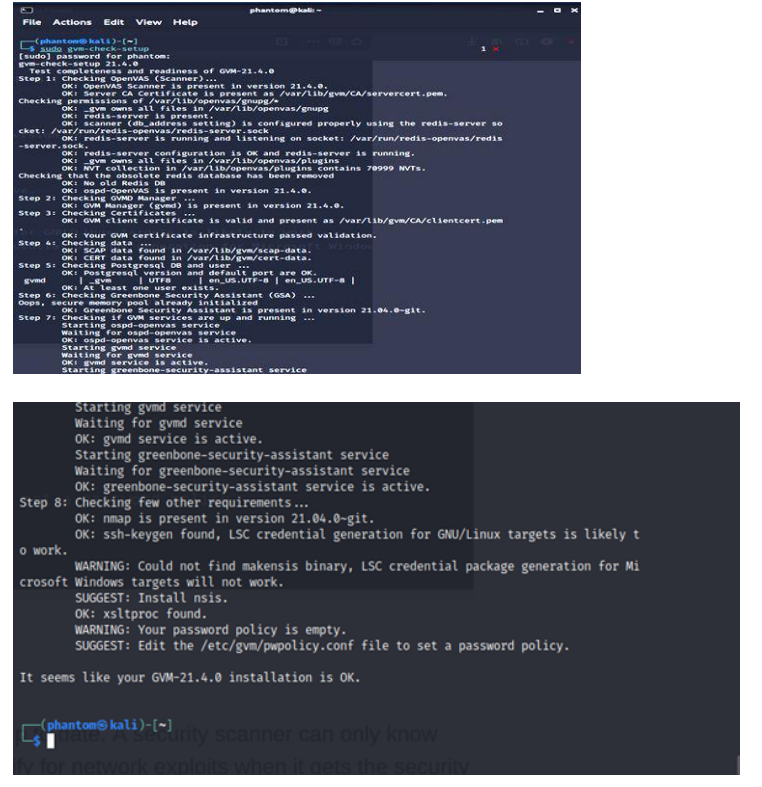 phantom@kali: ~
File Actions Edit View Help
(phantom㉿kali)-[~]
$ sudo gvm-check-setup
1 ×
[sudo] password for phantom:
gvm-check-setup 21.4.0
Test completeness and readiness of GVM-21.4.0
Step 1: Checking OpenVAS (Scanner)...
OK: OpenVAS Scanner is present in version 21.4.0.
OK: Server CA Certificate is present as /var/lib/gvm/CA/servercert.pem.
Checking permissions of /var/lib/openvas/gnupg/*
OK: _gvm owns all files in /var/lib/openvas/gnupg
OK: redis-server is present.
OK: scanner (db_address setting) is configured properly using the redis-server so
cket: /var/run/redis-openvas/redis-server.sock
OK: redis-server is running and listening on socket: /var/run/redis-openvas/redis
-server.sock.
OK: redis-server configuration is OK and redis-server is running.
OK: _gvm owns all files in /var/lib/openvas/plugins
OK: NVT collection in /var/lib/openvas/plugins contains 70999 NVTs.
Checking that the obsolete redis database has been removed
OK: No old Redis DB
OK: ospd-OpenVAS is present in version 21.4.0.
Step 2: Checking GVMD Manager ...
OK: GVM Manager (gvmd) is present in version 21.4.0.
Step 3: Checking Certificates ...
OK: GVM client certificate is valid and present as /var/lib/gvm/CA/clientcert.pem
.
OK: Your GVM certificate infrastructure passed validation.
Step 4: Checking data ...
OK: SCAP data found in /var/lib/gvm/scap-data.
OK: CERT data found in /var/lib/gvm/cert-data.
Step 5: Checking Postgresql DB and user ...
OK: Postgresql version and default port are OK.
gvmd | _gvm | UTF8 | en_US.UTF-8 | en_US.UTF-8 |
OK: At least one user exists.
Step 6: Checking Greenbone Security Assistant (GSA) ...
Oops, secure memory pool already initialized
OK: Greenbone Security Assistant is present in version 21.04.0~git.
Step 7: Checking if GVM services are up and running ...
Starting ospd-openvas service
Waiting for ospd-openvas service
OK: ospd-openvas service is active.
Starting gvmd service
Waiting for gvmd service
OK: gvmd service is active.
Starting greenbone-security-assistant service
Starting gvmd service
Waiting for gvmd service
OK: gvmd service is active.
Starting greenbone-security-assistant service
Waiting for greenbone-security-assistant service
OK: greenbone-security-assistant service is active.
Step 8: Checking few other requirements...
OK: nmap is present in version 21.04.0~git.
OK: ssh-keygen found, LSC credential generation for GNU/Linux targets is likely t
o work.
WARNING: Could not find makensis binary, LSC credential package generation for Mi
crosoft Windows targets will not work.
SUGGEST: Install nsis.
OK: xsltproc found.
WARNING: Your password policy is empty.
SUGGEST: Edit the /etc/gvm/pwpolicy.conf file to set a password policy.
It seems like your GVM-21.4.0 installation is OK.
(phantom㉿kali)-[~]
$
date. A security scanner can only know
for network exploits when it gets the security